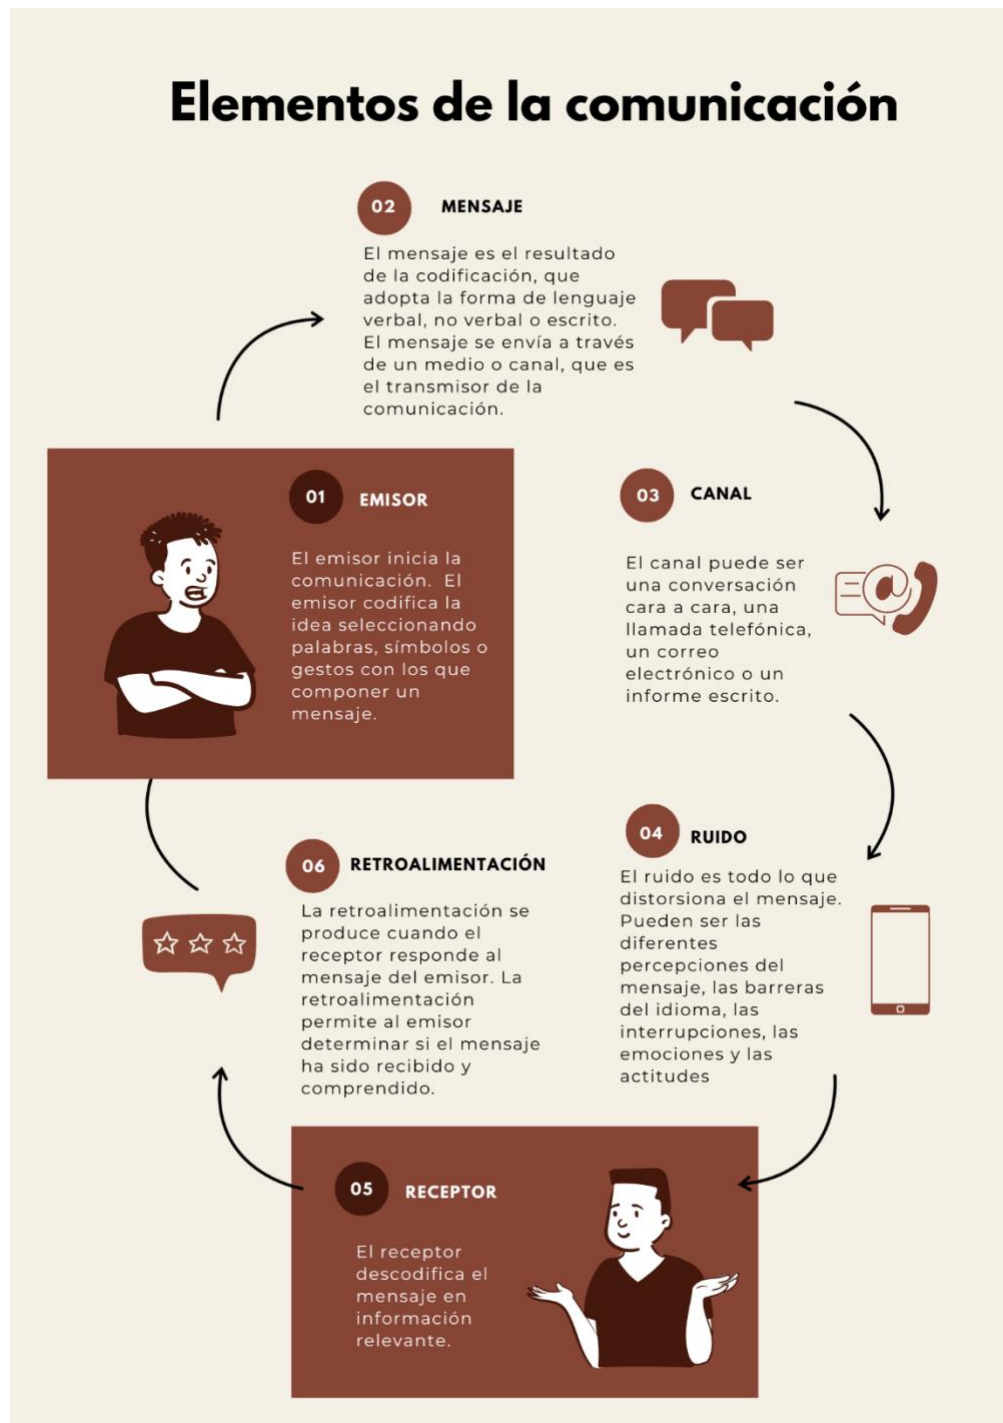 Elementos de la comunicación
02
MENSAJE
El mensaje es el resultado
de la codificación, que
adopta la forma de lenguaje
verbal, no verbal o escrito.
El mensaje se envía a través
de un medio o canal, que es
el transmisor de la
comunicación.
01
EMISOR
El emisor inicia la
comunicación. El
emisor codifica la
idea seleccionando
palabras, símbolos o
gestos con los que
componer un
mensaje.
03
CANAL
El canal puede ser
una conversación
cara a cara, una
llamada telefónica,
un correo
electrónico o un
informe escrito.
@
04
RUIDO
El ruido es todo lo que
distorsiona el mensaje.
Pueden ser las
diferentes
percepciones del
mensaje, las barreras
del idioma, las
interrupciones, las
emociones y las
actitudes
06
RETROALIMENTACIÓN
La retroalimentación se
produce cuando el
receptor responde al
mensaje del emisor. La
retroalimentación
permite al emisor
determinar si el mensaje
ha sido recibido y
comprendido.
05
RECEPTOR
El receptor
descodifica el
mensaje en
información
relevante.